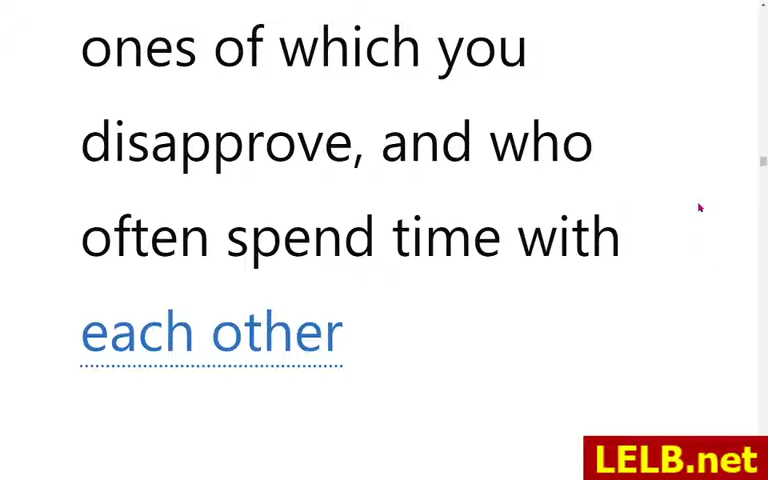 ones of which you
disapprove, and who
often spend time with
each other
LELB.net